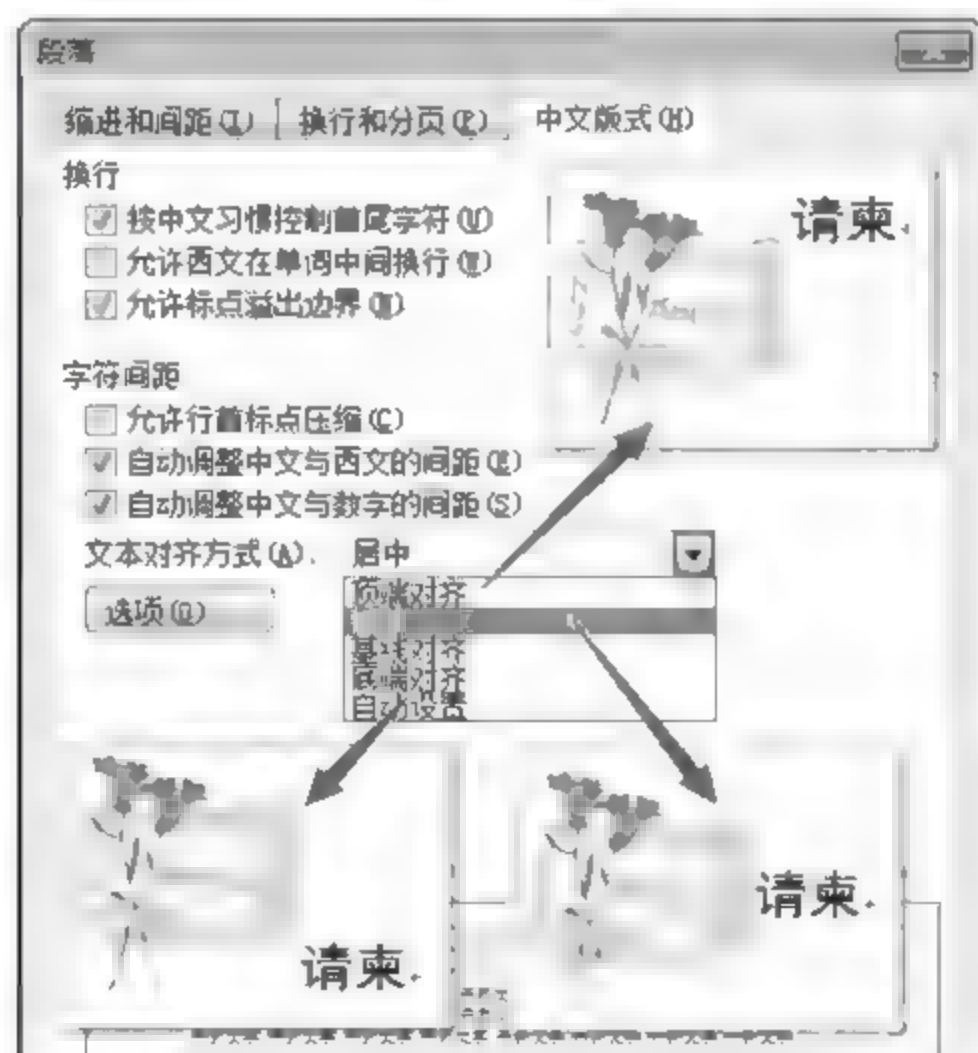 段落
缩进和间距(I) 换行和分页(P) 中文版式(H)
换行
按中文习惯控制首尾字符(U)
允许西文在单词中间换行(W)
允许标点溢出边界(N)
字符间距
允许行首标点压缩(C)
自动调整中文与西文的间距(E)
自动调整中文与数字的间距(S)
文本对齐方式(A): 居中
顶端对齐
选项(O)
基线对齐
底端对齐
自动设置
请柬
请柬
请柬